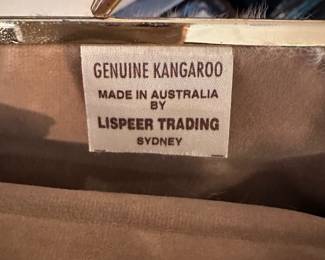 GENUINE KANGAROO
MADE IN AUSTRALIA
BY
LISPEER TRADING
SYDNEY